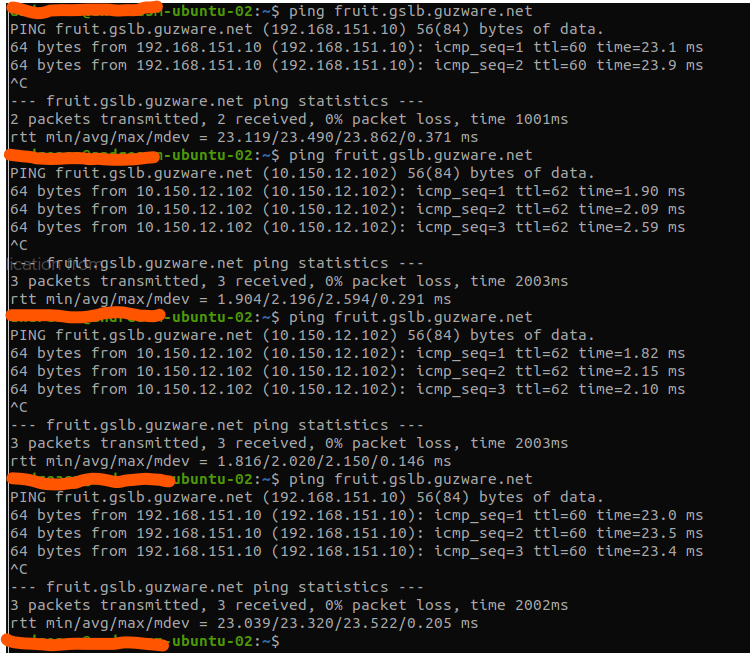 -ubuntu-02:~$ ping fruit.gslb.guzware.net
PING fruit.gslb.guzware.net (192.168.151.10) 56(84) bytes of data.
64 bytes from 192.168.151.10 (192.168.151.10): icmp_seq=1 ttl=60 time=23.1 ms
64 bytes from 192.168.151.10 (192.168.151.10): icmp_seq=2 ttl=60 time=23.9 ms
^C
--- fruit.gslb.guzware.net ping statistics ---
2 packets transmitted, 2 received, 0% packet loss, time 1001ms
rtt min/avg/max/mdev = 23.119/23.490/23.862/0.371 ms
-ubuntu-02:~$ ping fruit.gslb.guzware.net
PING fruit.gslb.guzware.net (10.150.12.102) 56(84) bytes of data.
64 bytes from 10.150.12.102 (10.150.12.102): icmp_seq=1 ttl=62 time=1.90 ms
64 bytes from 10.150.12.102 (10.150.12.102): icmp_seq=2 ttl=62 time=2.09 ms
64 bytes from 10.150.12.102 (10.150.12.102): icmp_seq=3 ttl=62 time=2.59 ms
^C
--- fruit.gslb.guzware.net ping statistics ---
3 packets transmitted, 3 received, 0% packet loss, time 2003ms
rtt min/avg/max/mdev = 1.904/2.196/2.594/0.291 ms
-ubuntu-02:~$ ping fruit.gslb.guzware.net
PING fruit.gslb.guzware.net (10.150.12.102) 56(84) bytes of data.
64 bytes from 10.150.12.102 (10.150.12.102): icmp_seq=1 ttl=62 time=1.82 ms
64 bytes from 10.150.12.102 (10.150.12.102): icmp_seq=2 ttl=62 time=2.15 ms
64 bytes from 10.150.12.102 (10.150.12.102): icmp_seq=3 ttl=62 time=2.10 ms
^C
--- fruit.gslb.guzware.net ping statistics ---
3 packets transmitted, 3 received, 0% packet loss, time 2003ms
rtt min/avg/max/mdev = 1.816/2.020/2.150/0.146 ms
-ubuntu-02:~$ ping fruit.gslb.guzware.net
PING fruit.gslb.guzware.net (192.168.151.10) 56(84) bytes of data.
64 bytes from 192.168.151.10 (192.168.151.10): icmp_seq=1 ttl=60 time=23.0 ms
64 bytes from 192.168.151.10 (192.168.151.10): icmp_seq=2 ttl=60 time=23.5 ms
64 bytes from 192.168.151.10 (192.168.151.10): icmp_seq=3 ttl=60 time=23.4 ms
^C
--- fruit.gslb.guzware.net ping statistics ---
3 packets transmitted, 3 received, 0% packet loss, time 2002ms
rtt min/avg/max/mdev = 23.039/23.320/23.522/0.205 ms
-ubuntu-02:~$